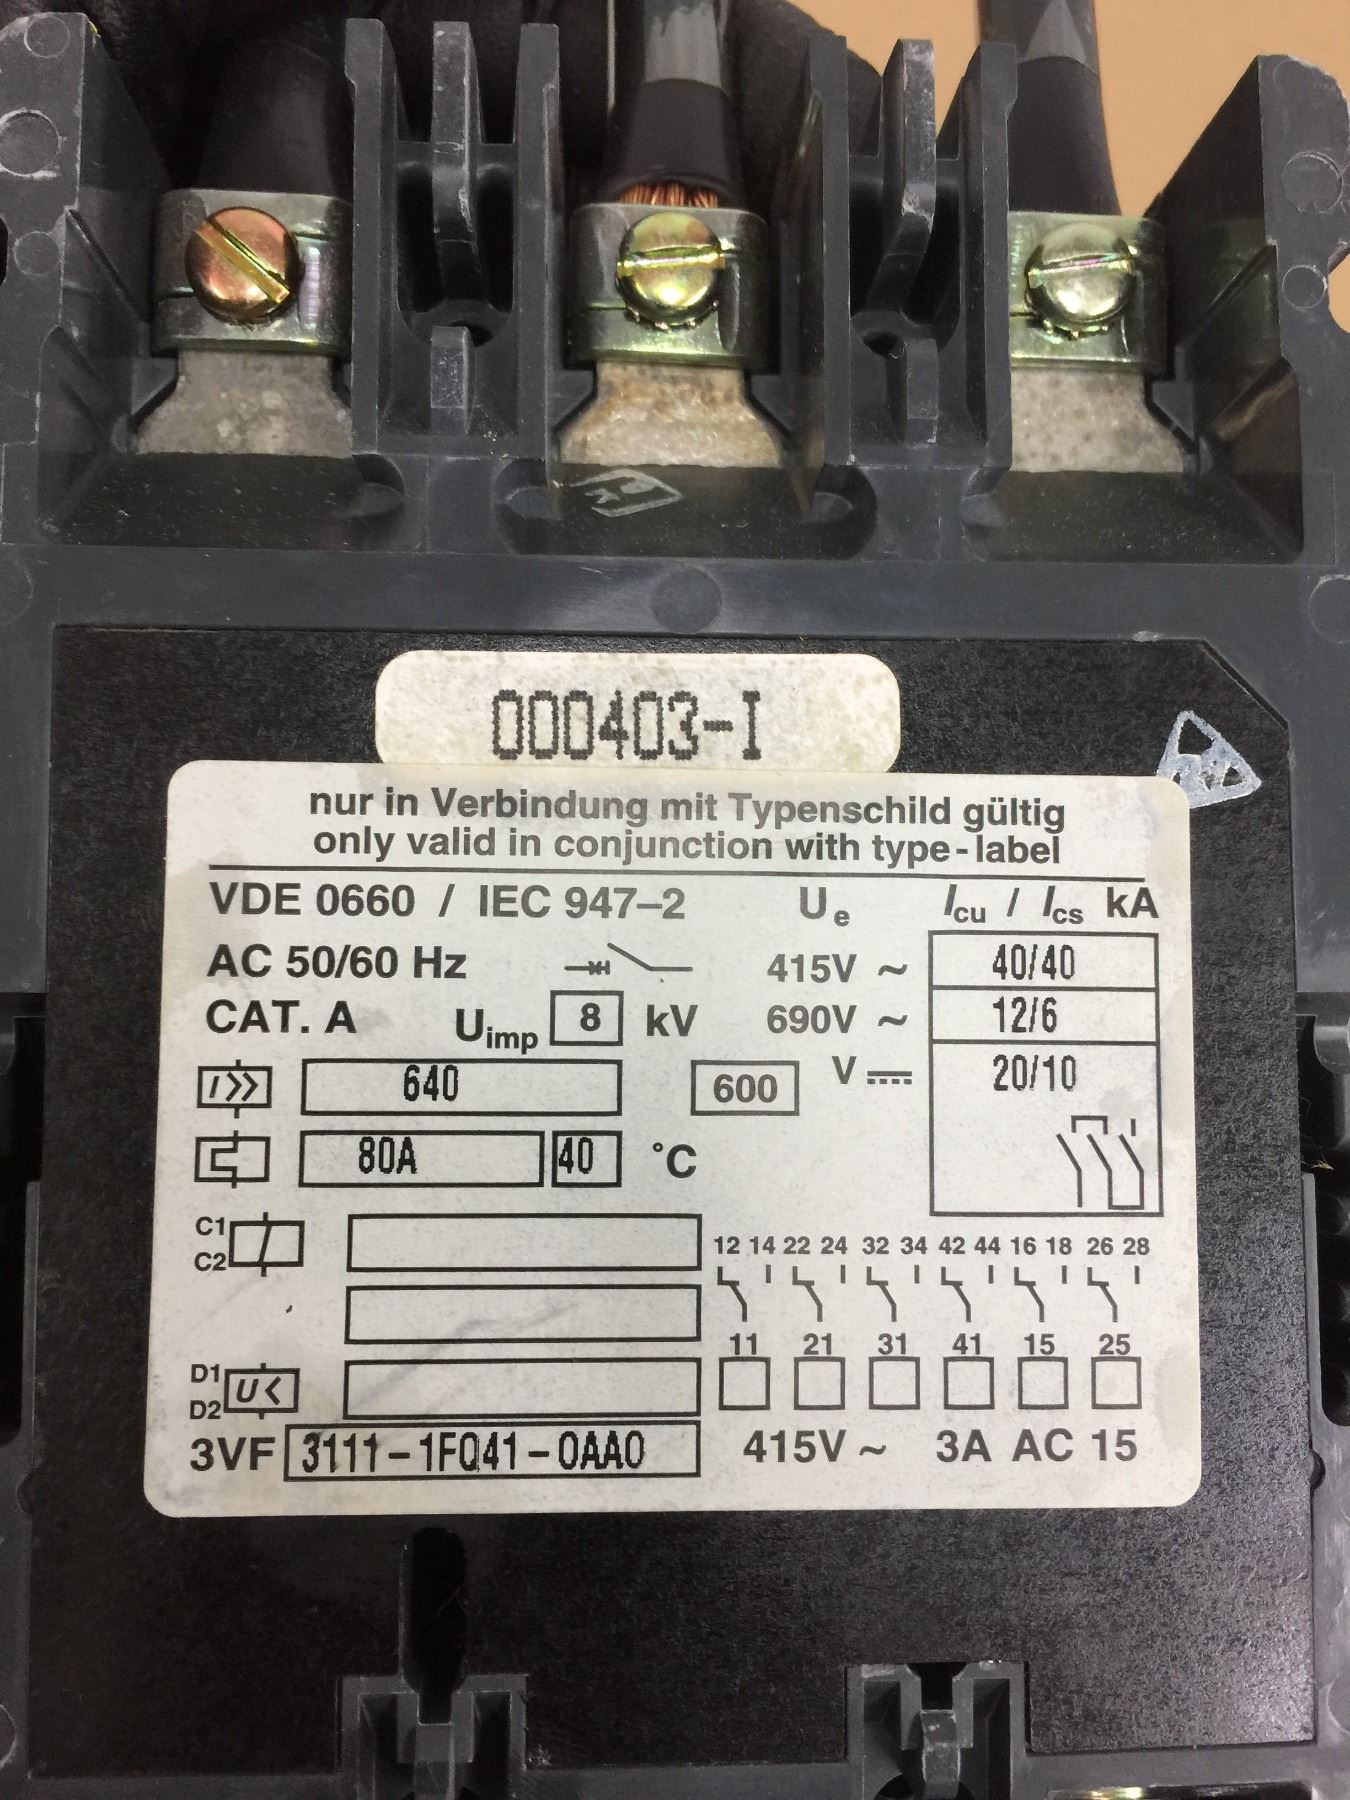 000403-I
nur in Verbindung mit Typenschild gültig
only valid in conjunction with type-label
VDE 0660 / IEC 947-2 Ue Icu / Ics kA
AC 50/60 Hz 415V ~ 40/40
CAT. A Uimp 8 kV 690V ~ 12/6
I>> 640 600 V 20/10
80A 40 °C
C1
C2
12 14 22 24 32 34 42 44 16 18 26 28
11 21 31 41 15 25
D1
D2 U<
3VF 3111-1FQ41-0AA0 415V ~ 3A AC 15